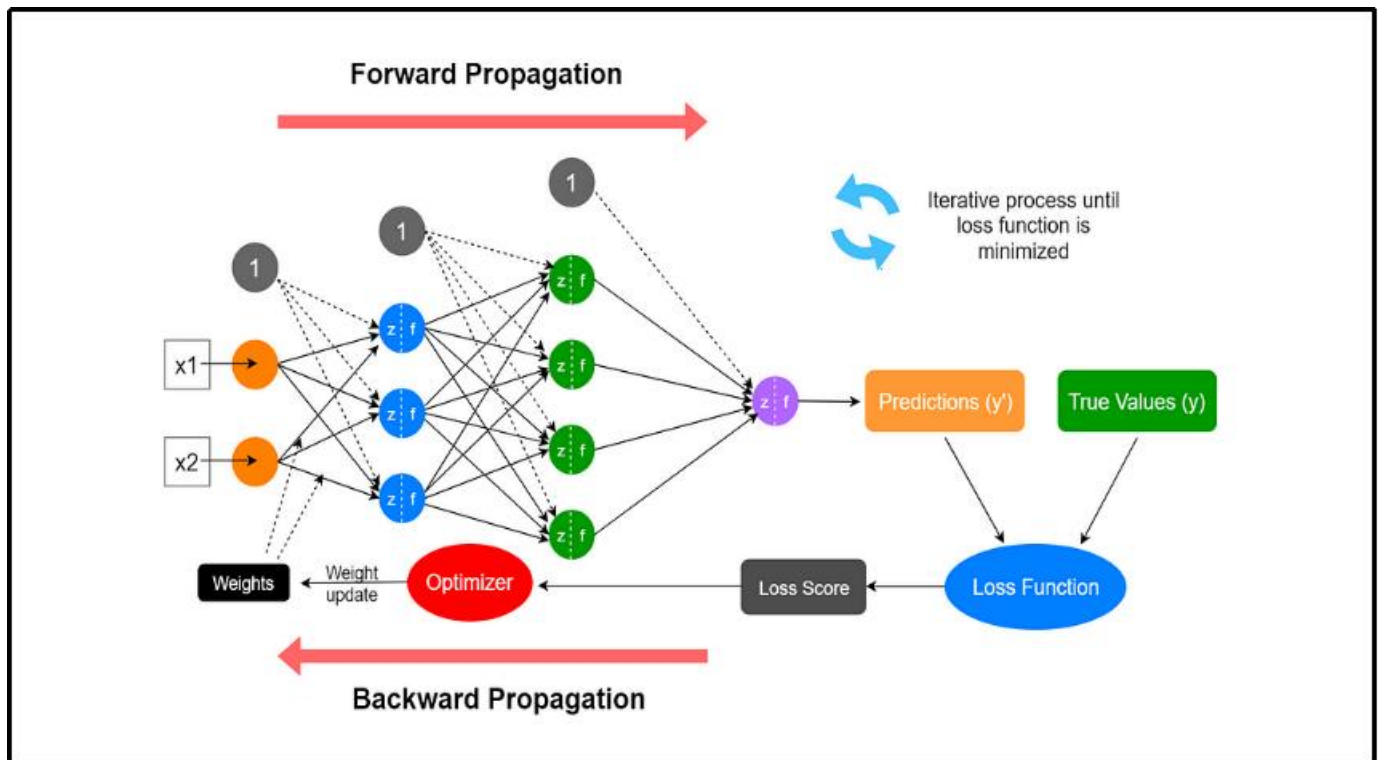 Forward Propagation
1
1
1
Iterative process until
loss function is
minimized
z f
z f
x1
z f
z f
z f
Predictions (y')
True Values (y)
x2
z f
z f
z f
Weights
Weight
update
Optimizer
Loss Score
Loss Function
Backward Propagation